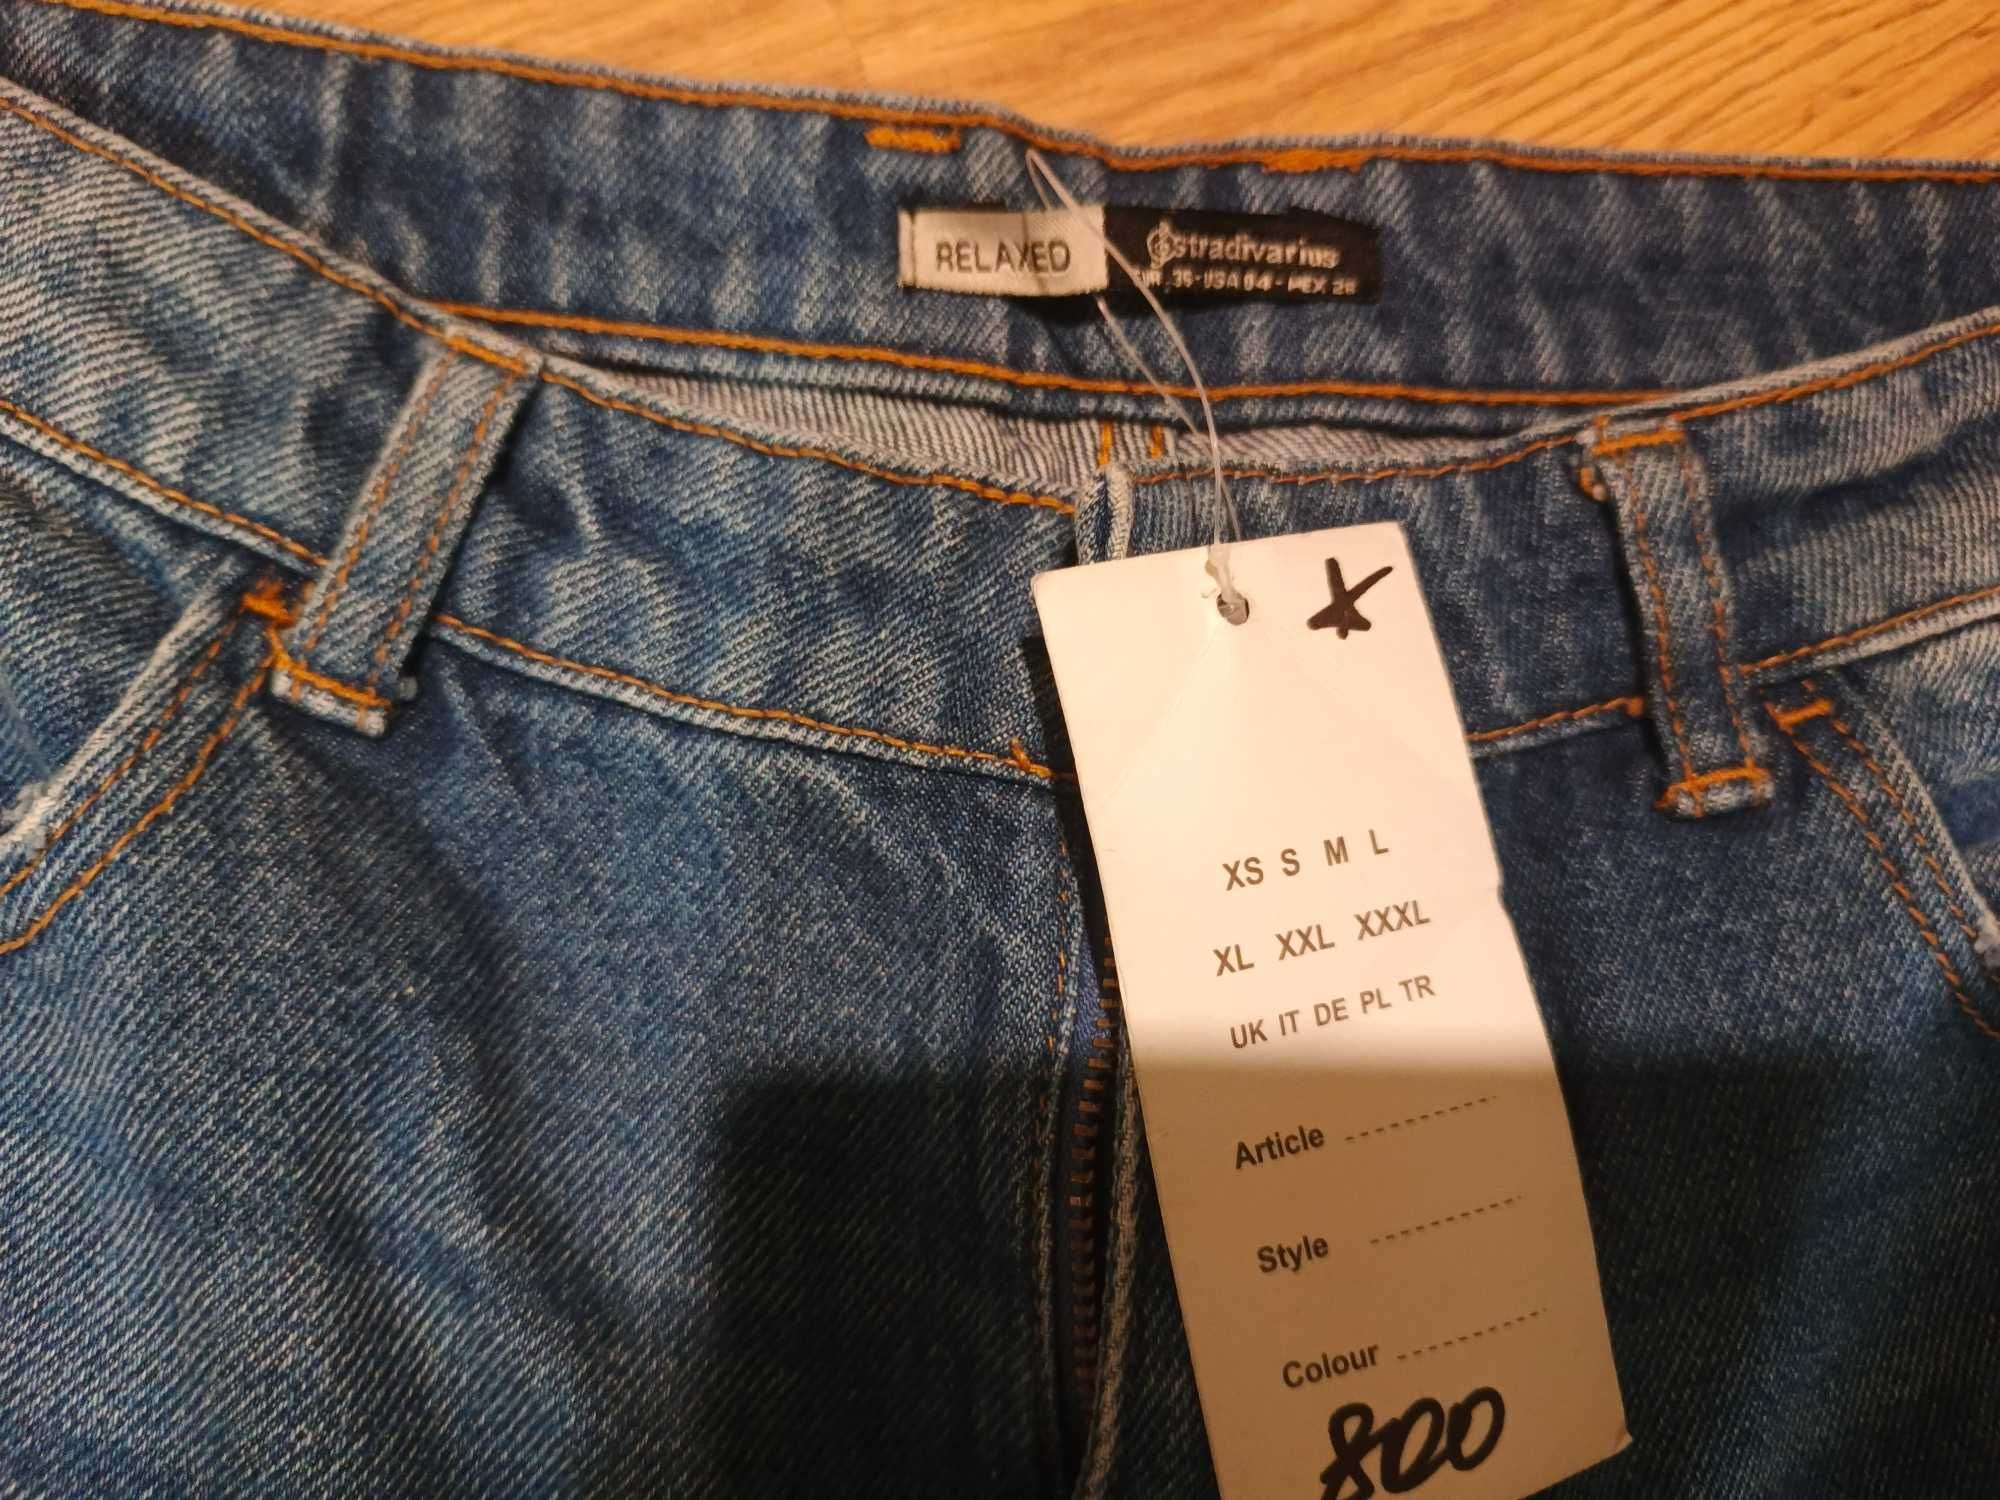 RELAXED
stradivarius
EUR 36-USA 04-MEX 26
XS S M L
XL XXL XXXL
UK IT DE PL TR
Article
Style
Colour
800